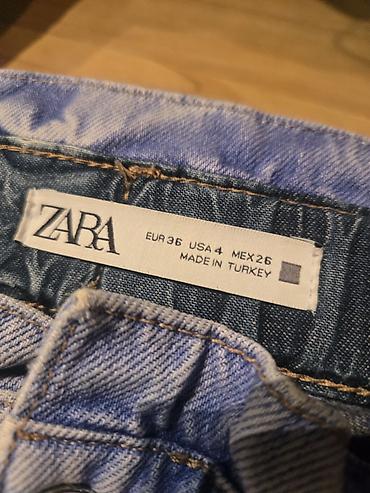 ZARA
EUR 36 USA 4 MEX 26
MADE IN TURKEY